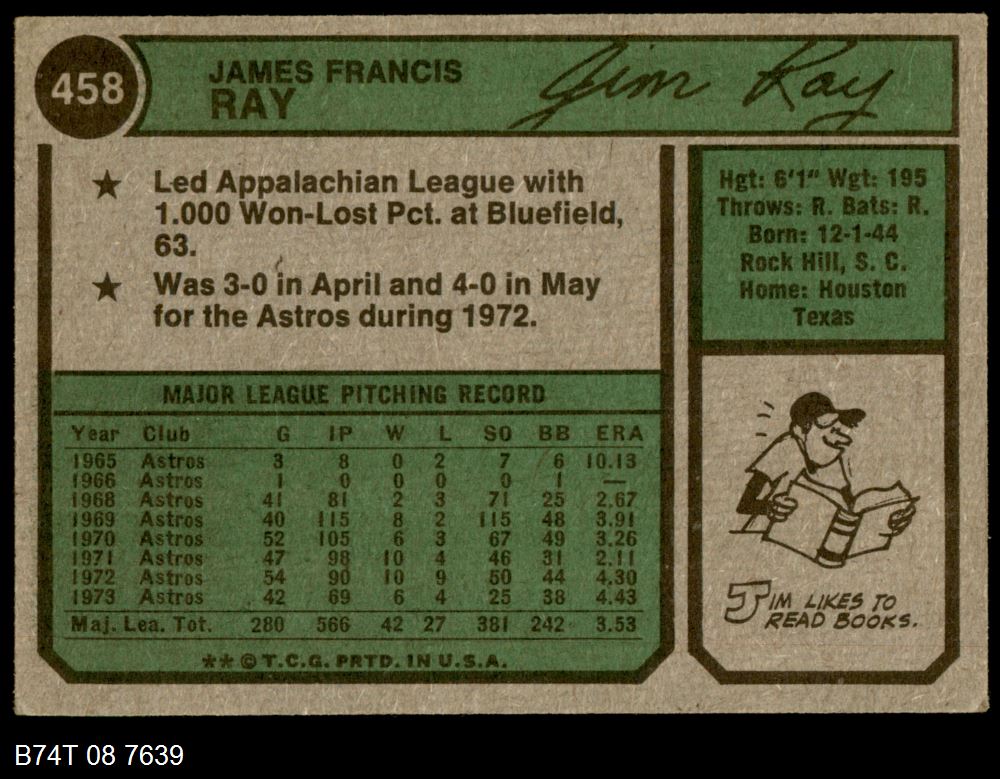 458
JAMES FRANCIS
RAY
Jim Ray
★ Led Appalachian League with
1.000 Won-Lost Pct. at Bluefield,
63.
★ Was 3-0 in April and 4-0 in May
for the Astros during 1972.
Hgt: 6'1" Wgt: 195
Throws: R. Bats: R.
Born: 12-1-44
Rock Hill, S. C.
Home: Houston
Texas
MAJOR LEAGUE PITCHING RECORD
Year Club G IP W L SO BB ERA
1965 Astros 3 8 0 2 7 6 10.13
1966 Astros 1 0 0 0 0 1 —
1968 Astros 41 81 2 3 71 25 2.67
1969 Astros 40 115 8 2 115 48 3.91
1970 Astros 52 105 6 3 67 49 3.26
1971 Astros 47 98 10 4 46 31 2.11
1972 Astros 54 90 10 9 50 44 4.30
1973 Astros 42 69 6 4 25 38 4.43
Maj. Lea. Tot. 280 566 42 27 381 242 3.53
** © T.C.G. PRTD. IN U.S.A.
JIM LIKES TO
READ BOOKS.
B74T 08 7639